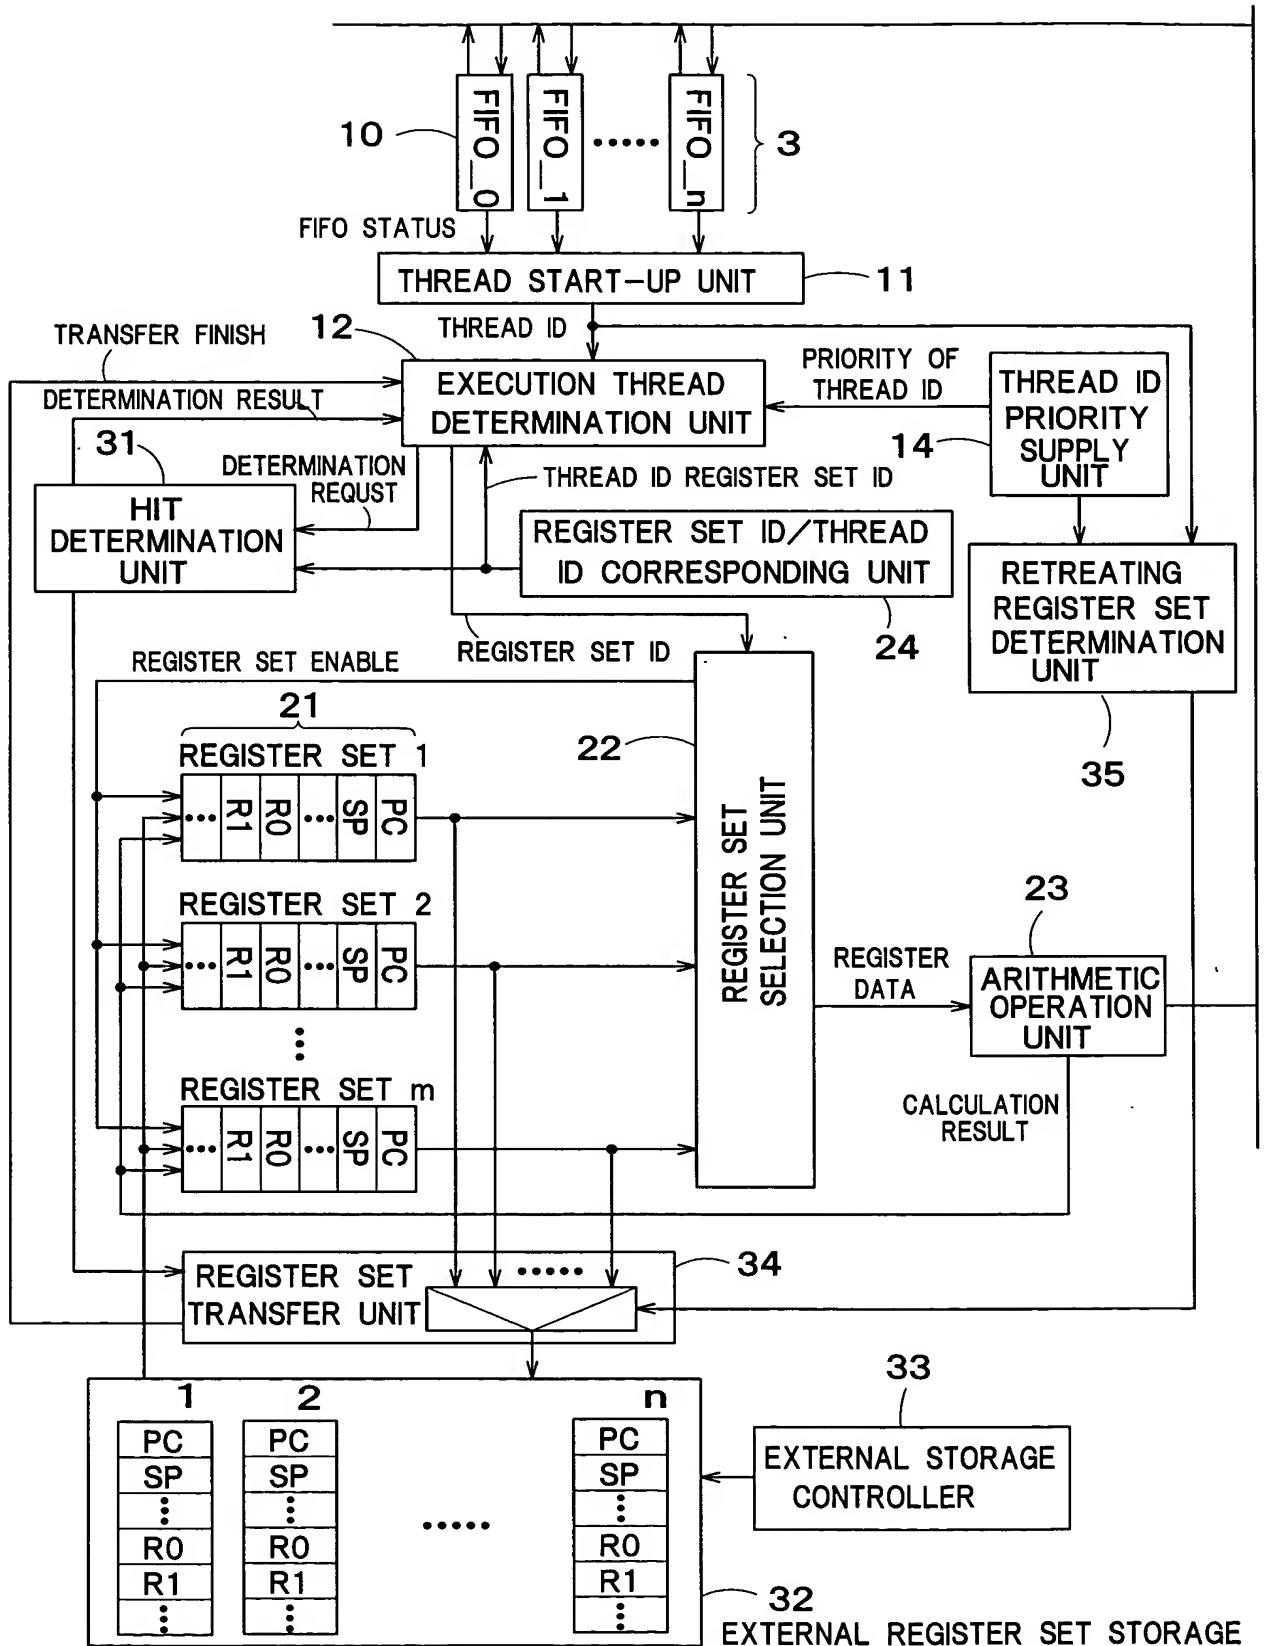 FIFO_0
FIFO_1
.....
FIFO_n
10
3
FIFO STATUS
THREAD START-UP UNIT
11
TRANSFER FINISH
12
THREAD ID
EXECUTION THREAD
DETERMINATION UNIT
PRIORITY OF
THREAD ID
THREAD ID
PRIORITY
SUPPLY
UNIT
14
DETERMINATION RESULT
31
DETERMINATION
REQUST
THREAD ID REGISTER SET ID
HIT
DETERMINATION
UNIT
REGISTER SET ID/THREAD
ID CORRESPONDING UNIT
24
RETREATING
REGISTER SET
DETERMINATION
UNIT
35
REGISTER SET ID
REGISTER SET ENABLE
21
22
REGISTER SET 1
... R1 R0 ... SP PC
REGISTER SET 2
... R1 R0 ... SP PC
...
REGISTER SET m
... R1 R0 ... SP PC
REGISTER SET
SELECTION UNIT
REGISTER
DATA
23
ARITHMETIC
OPERATION
UNIT
CALCULATION
RESULT
REGISTER SET
TRANSFER UNIT
.....
34
1 2 n
PC PC PC
SP SP SP
... ... ...
R0 R0 ..... R0
R1 R1 R1
... ... ...
33
EXTERNAL STORAGE
CONTROLLER
32
EXTERNAL REGISTER SET STORAGE